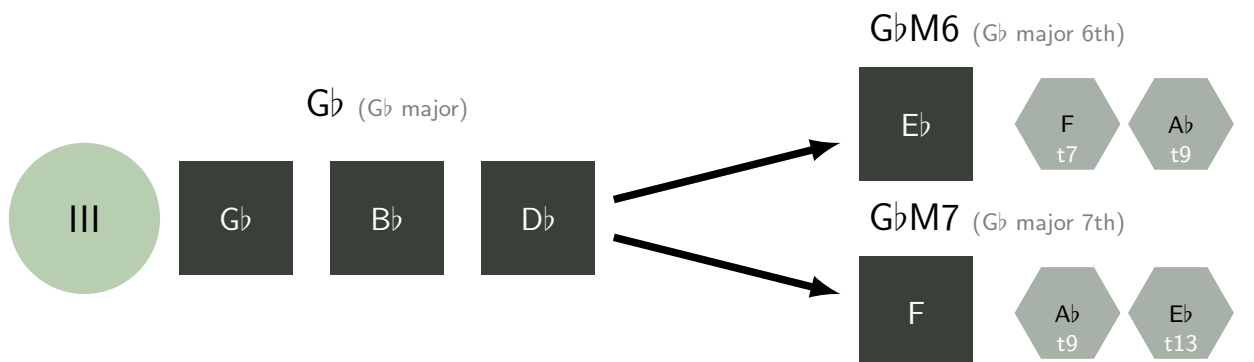 G♭M6 (G♭ major 6th)
G♭ (G♭ major)
E♭ F A♭
t7 t9
III G♭ B♭ D♭
G♭M7 (G♭ major 7th)
F A♭ E♭
t9 t13